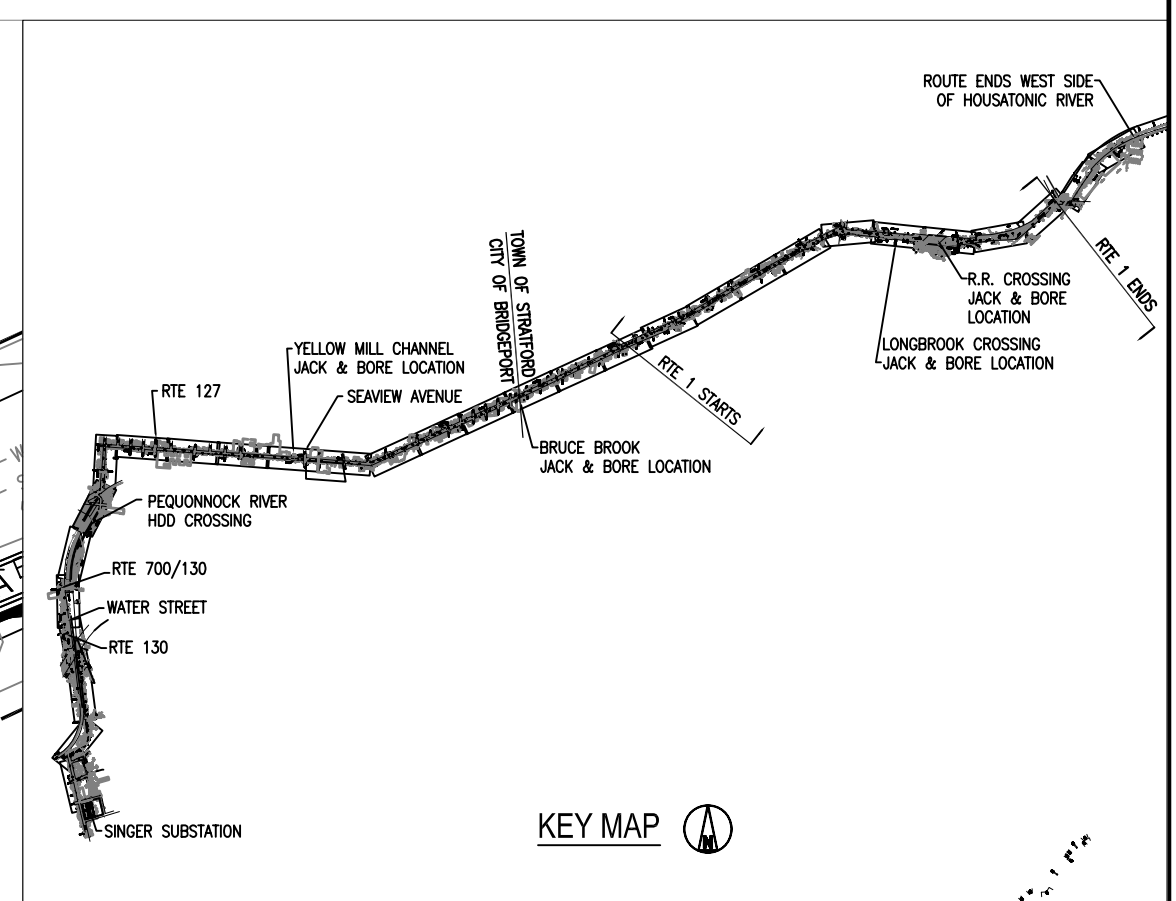 ROUTE ENDS WEST SIDE
OF HOUSATONIC RIVER
TOWN OF STRATFORD
CITY OF BRIDGEPORT
RTE 1 ENDS
R.R. CROSSING
JACK & BORE
LOCATION
LONGBROOK CROSSING
JACK & BORE LOCATION
YELLOW MILL CHANNEL
JACK & BORE LOCATION
RTE 1 STARTS
RTE 127
SEAVIEW AVENUE
BRUCE BROOK
JACK & BORE LOCATION
PEQUONNOCK RIVER
HDD CROSSING
RTE 700/130
WATER STREET
RTE 130
SINGER SUBSTATION
KEY MAP
N